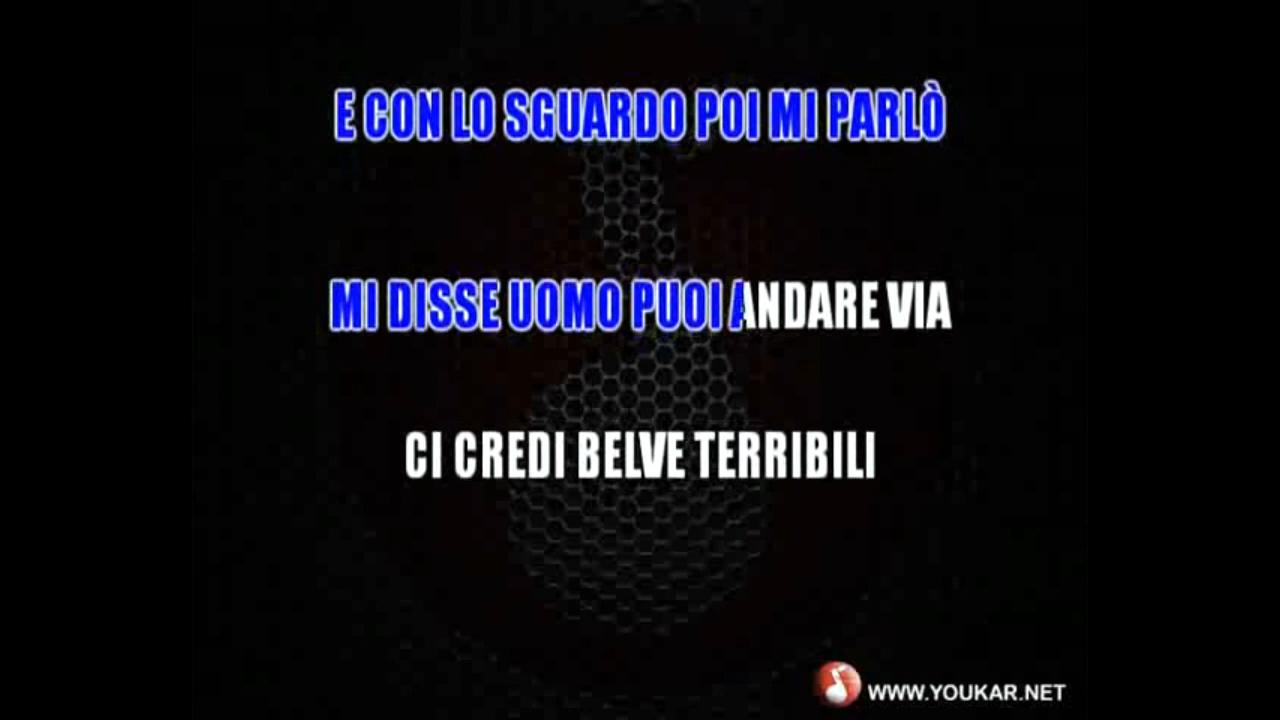 E CON LO SGUARDO POI MI PARLÒ
MI DISSE UOMO PUOI ANDARE VIA
CI CREDI BELVE TERRIBILI
WWW.YOUKAR.NET